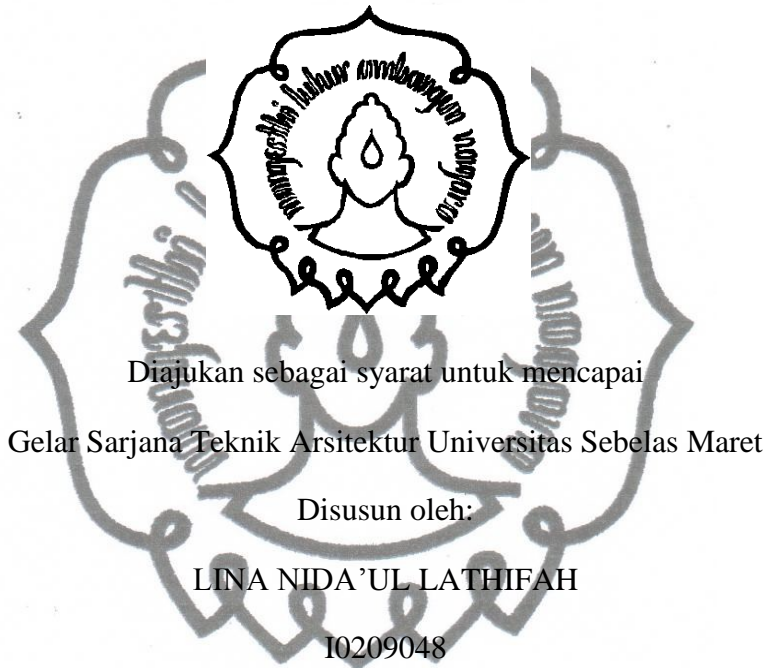 mangesthi luhur ambangun nagara
Diajukan sebagai syarat untuk mencapai
Gelar Sarjana Teknik Arsitektur Universitas Sebelas Maret
Disusun oleh:
LINA NIDA’UL LATHIFAH
I0209048